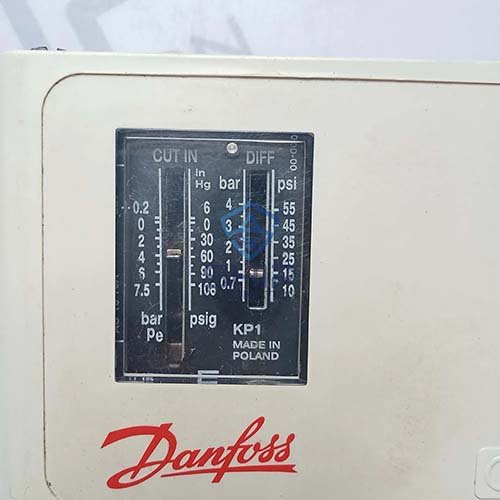 CUT IN DIFF
in
Hg bar psi
-0.2 6 4 55
0 0 3 45
2 30 2 35
4 60 25
6 90 1 15
7.5 108 0.7 10
bar psig
Pe
KP1
MADE IN
POLAND
Danfoss